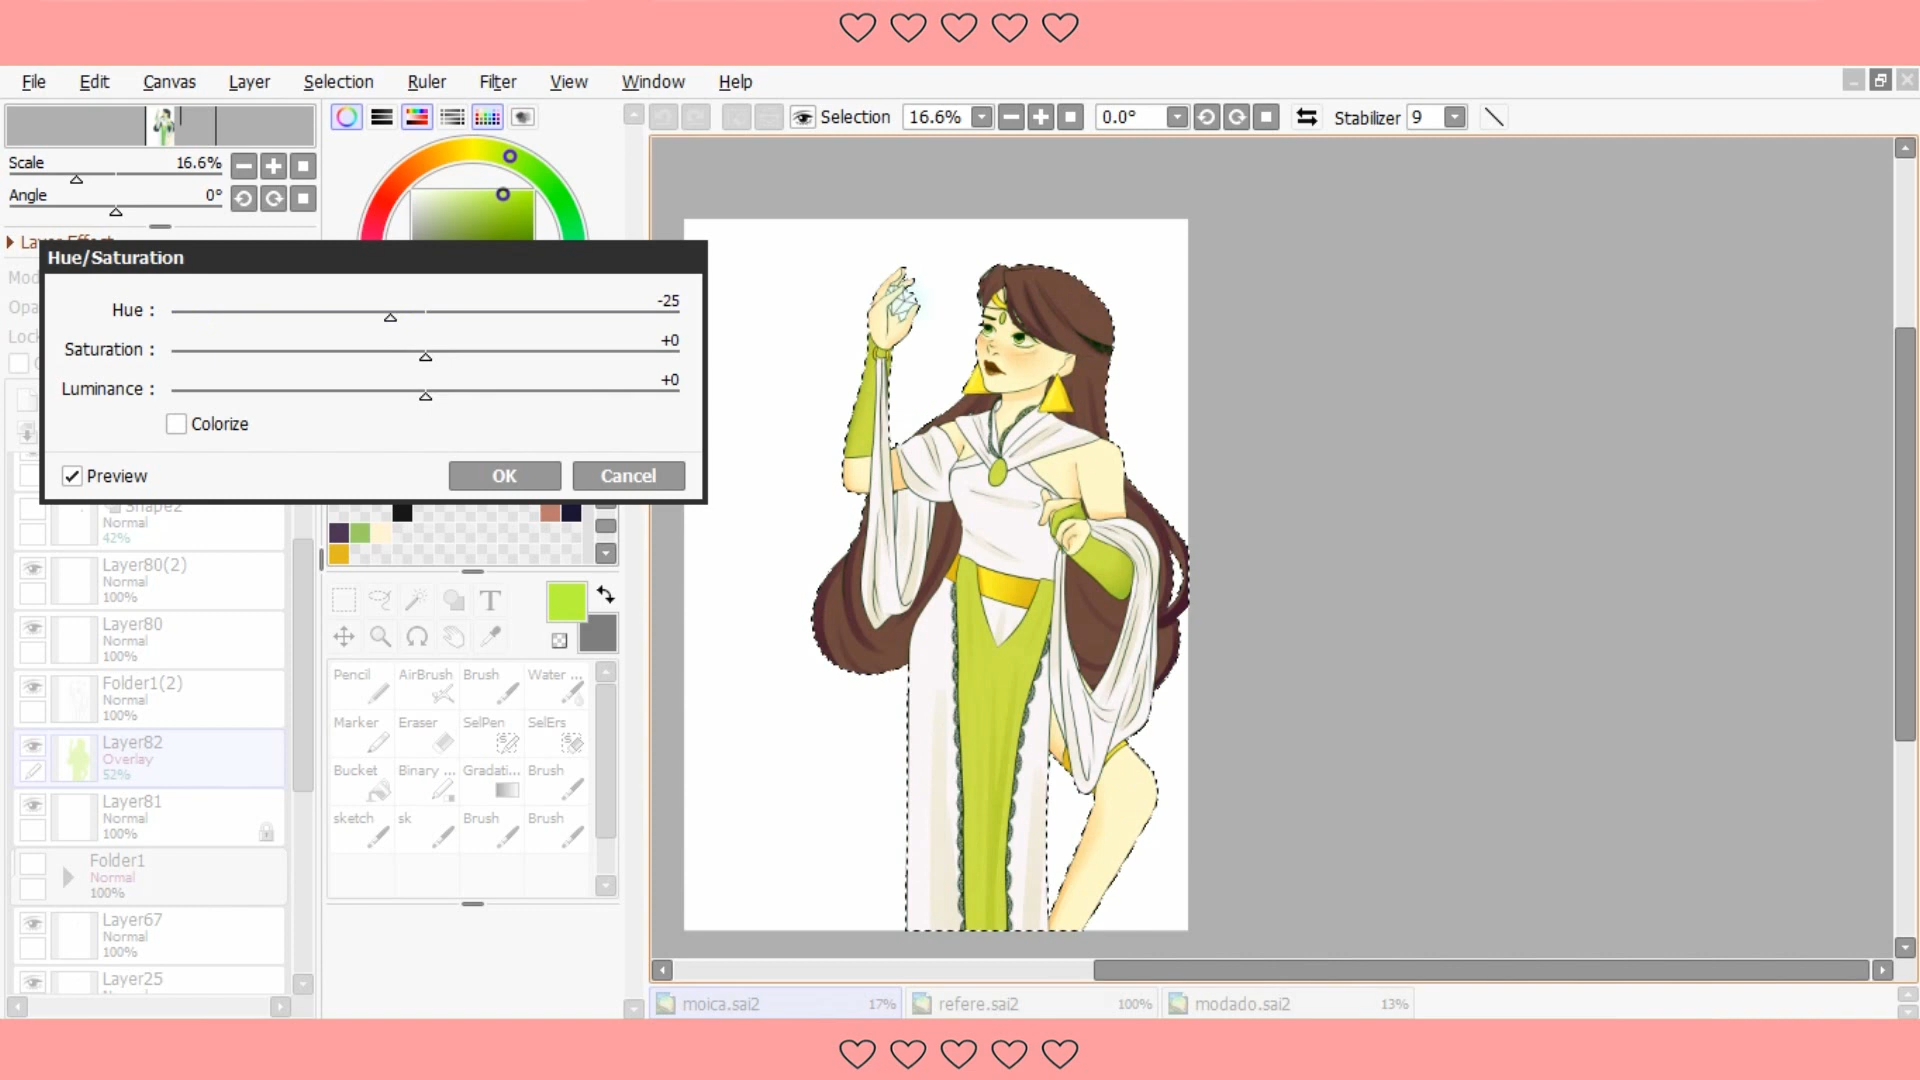 File Edit Canvas Layer Selection Ruler Filter View Window Help
Selection 16.6% 0.0° Stabilizer 9
Scale 16.6%
Angle 0°
Hue/Saturation
Hue : -25
Saturation : +0
Luminance : +0
Colorize
Preview OK Cancel
Shape2
Normal
42%
Layer80(2)
Normal
100%
Layer80
Normal
100%
Folder1(2)
Normal
100%
Layer82
Overlay
52%
Layer81
Normal
100%
Folder1
Normal
100%
Layer67
Normal
100%
Layer25
T
Pencil AirBrush Brush Water ...
Marker Eraser SelPen SelErs
Bucket Binary ... Gradati... Brush
sketch sk Brush Brush
moica.sai2 17% refere.sai2 100% modado.sai2 13%